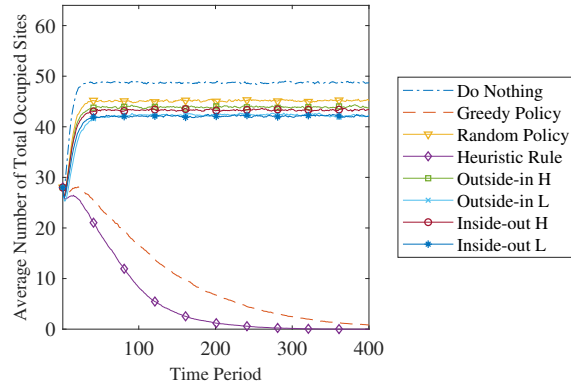 Average Number of Total Occupied Sites
60
50
40
30
20
10
0
100
200
300
400
Time Period
Do Nothing
Greedy Policy
Random Policy
Heuristic Rule
Outside-in H
Outside-in L
Inside-out H
Inside-out L